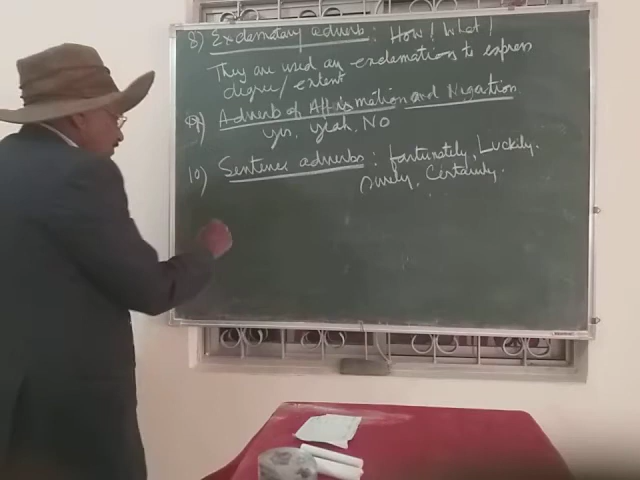 8) Exclamatory adverb : How! What!
They are used as exclamations to express
degree/extent
9) Adverb of Affirmation and Negation
yes, yeah, No
10) Sentence adverbs : fortunately, Luckily.
Surely, Certainly.